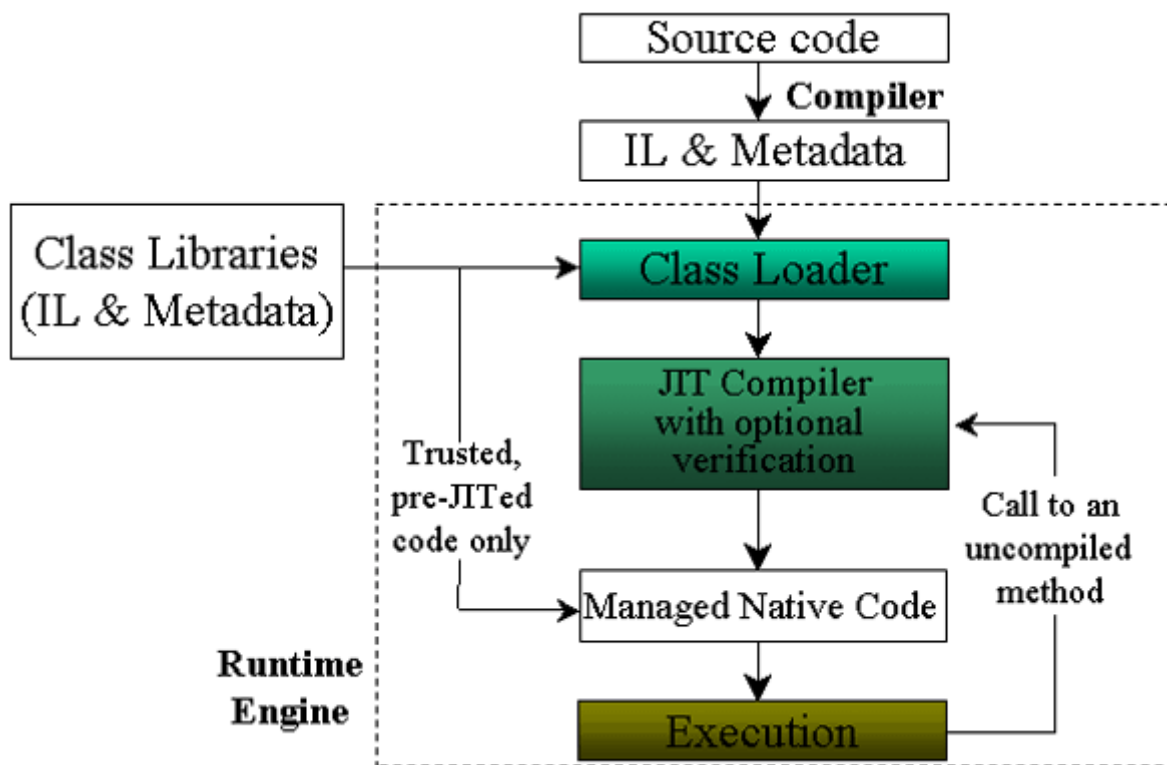 Source code
Compiler
IL & Metadata
Class Libraries
(IL & Metadata)
Class Loader
JIT Compiler
with optional
verification
Trusted,
pre-JITed
code only
Call to an
uncompiled
method
Managed Native Code
Runtime
Engine
Execution